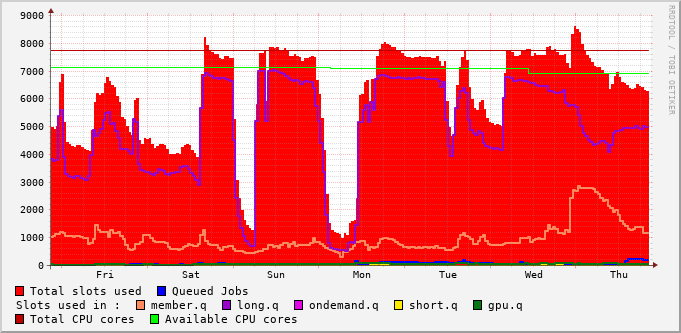 9000
8000
7000
6000
5000
4000
3000
2000
1000
0
Fri Sat Sun Mon Tue Wed Thu
Total slots used Queued Jobs
Slots used in : member.q long.q ondemand.q short.q gpu.q
Total CPU cores Available CPU cores
RRDTOOL / TOBI OETIKER